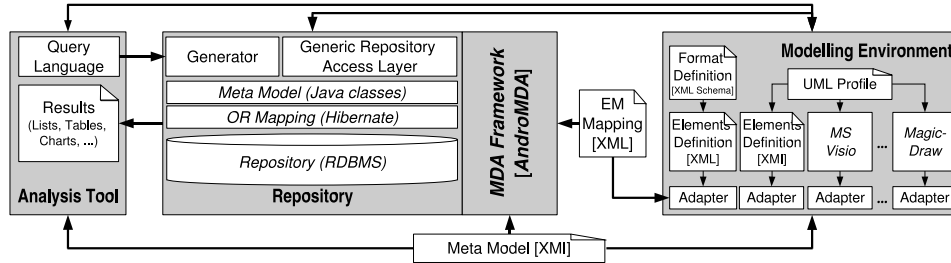 Query
Language
Results
(Lists, Tables,
Charts, ...)
Analysis Tool
Generator
Generic Repository
Access Layer
Meta Model (Java classes)
OR Mapping (Hibernate)
Repository (RDBMS)
Repository
MDA Framework
[AndroMDA]
EM
Mapping
[XML]
Modelling Environment
Format
Definition
[XML Schema]
UML Profile
Elements
Definition
[XML]
Elements
Definition
[XMI]
MS
Visio
...
Magic-
Draw
Adapter
Adapter
Adapter
...
Adapter
Meta Model [XMI]